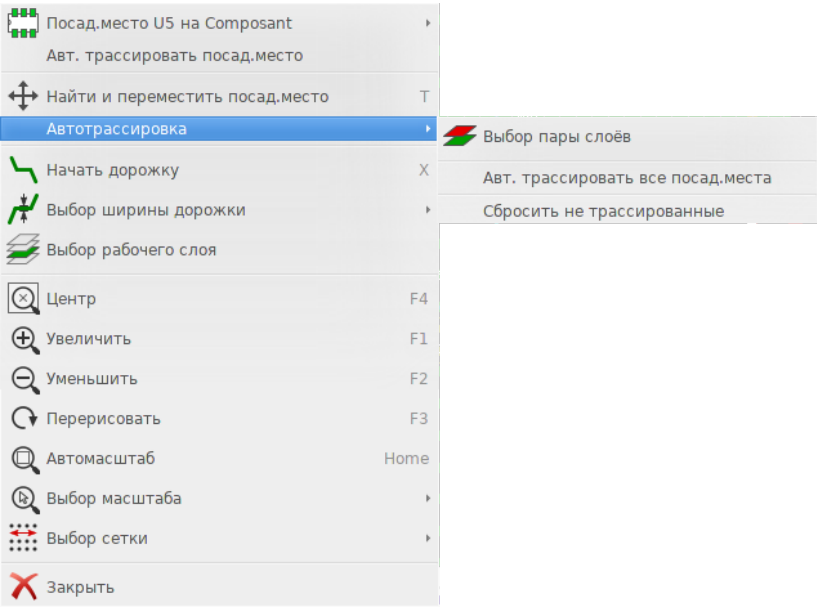 Посад.место U5 на Composant
Авт. трассировать посад.место
Найти и переместить посад.место T
Автотрассировка
Выбор пары слоёв
Авт. трассировать все посад.места
Сбросить не трассированные
Начать дорожку X
Выбор ширины дорожки
Выбор рабочего слоя
Центр F4
Увеличить F1
Уменьшить F2
Перерисовать F3
Автомасштаб Home
Выбор масштаба
Выбор сетки
Закрыть